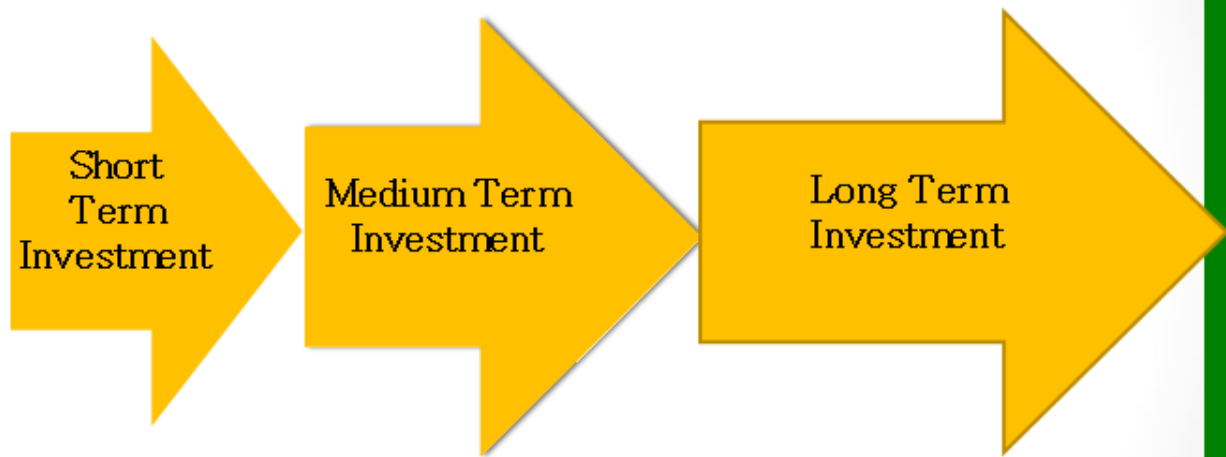 Short
Term
Investment
Medium Term
Investment
Long Term
Investment